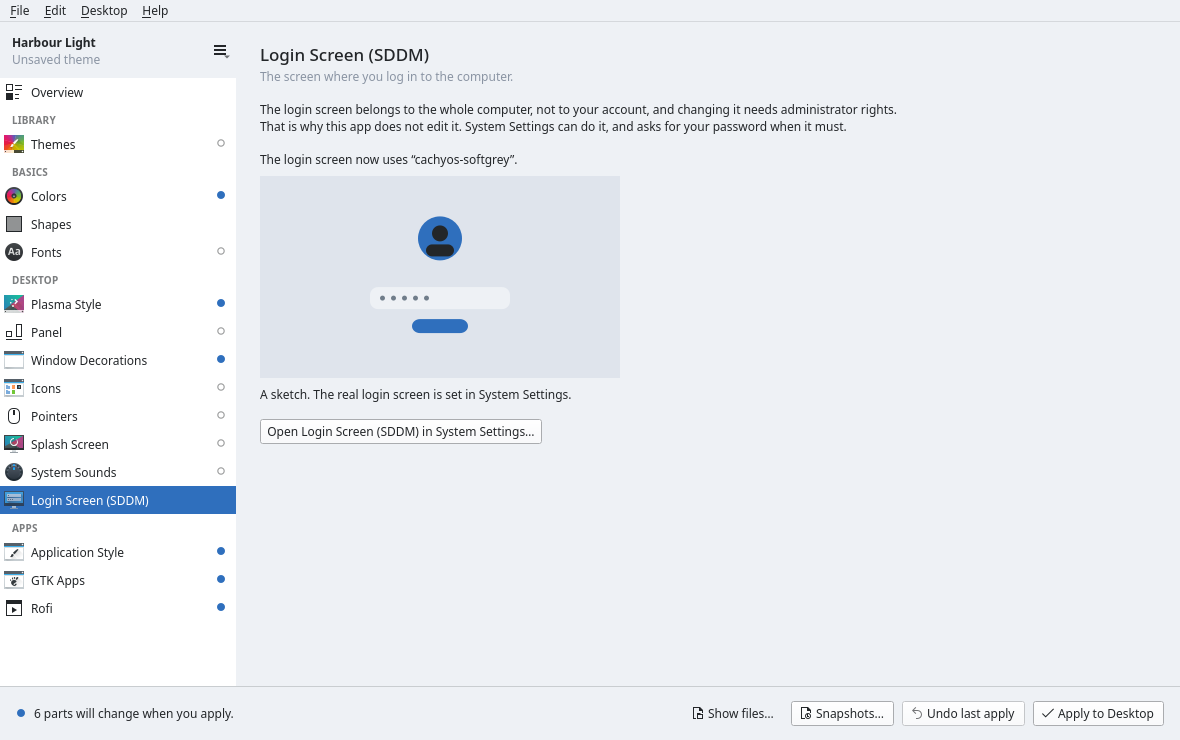 File Edit Desktop Help
Harbour Light
Unsaved theme
Overview
LIBRARY
Themes
BASICS
Colors
Shapes
Aa Fonts
DESKTOP
Plasma Style
Panel
Window Decorations
Icons
Pointers
Splash Screen
System Sounds
Login Screen (SDDM)
APPS
Application Style
GTK Apps
Rofi
Login Screen (SDDM)
The screen where you log in to the computer.
The login screen belongs to the whole computer, not to your account, and changing it needs administrator rights.
That is why this app does not edit it. System Settings can do it, and asks for your password when it must.
The login screen now uses “cachyos-softgrey”.
A sketch. The real login screen is set in System Settings.
Open Login Screen (SDDM) in System Settings...
6 parts will change when you apply.
Show files... Snapshots... Undo last apply Apply to Desktop